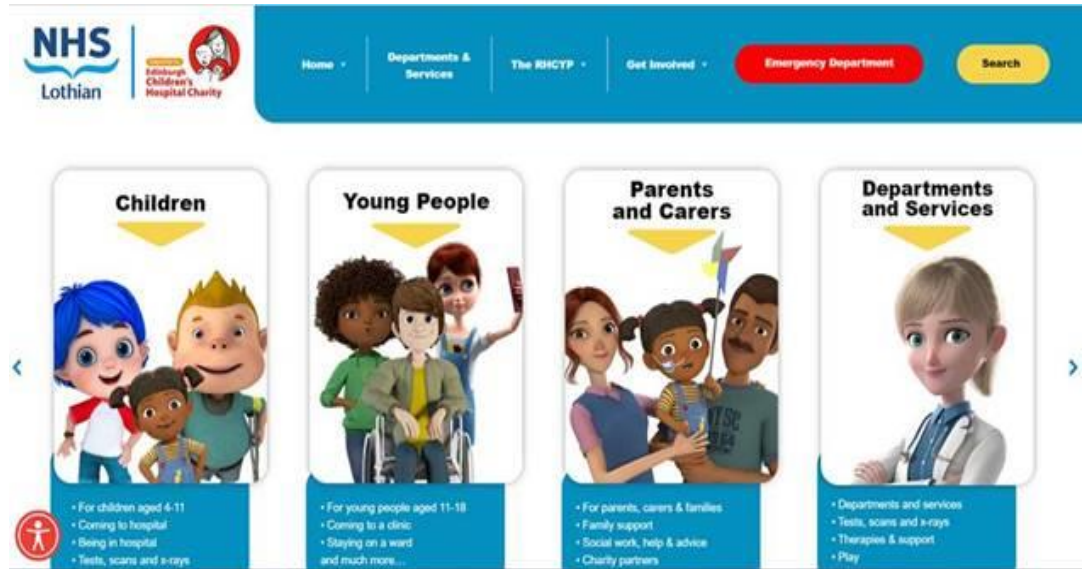 NHS
Lothian
Edinburgh
Children's
Hospital Charity
Home
Departments &
Services
The RHCYP
Get Involved
Emergency Department
Search
Children
Young People
Parents
and Carers
Departments
and Services
NYSC
• For children aged 4-11
• Coming to hospital
• Being in hospital
• Tests, scans and x-rays
• For young people aged 11-18
• Coming to a clinic
• Staying on a ward
and much more...
• For parents, carers & families
• Family support
• Social work, help & advice
• Charity partners
• Departments and services
• Tests, scans and x-rays
• Therapies & support
• Play